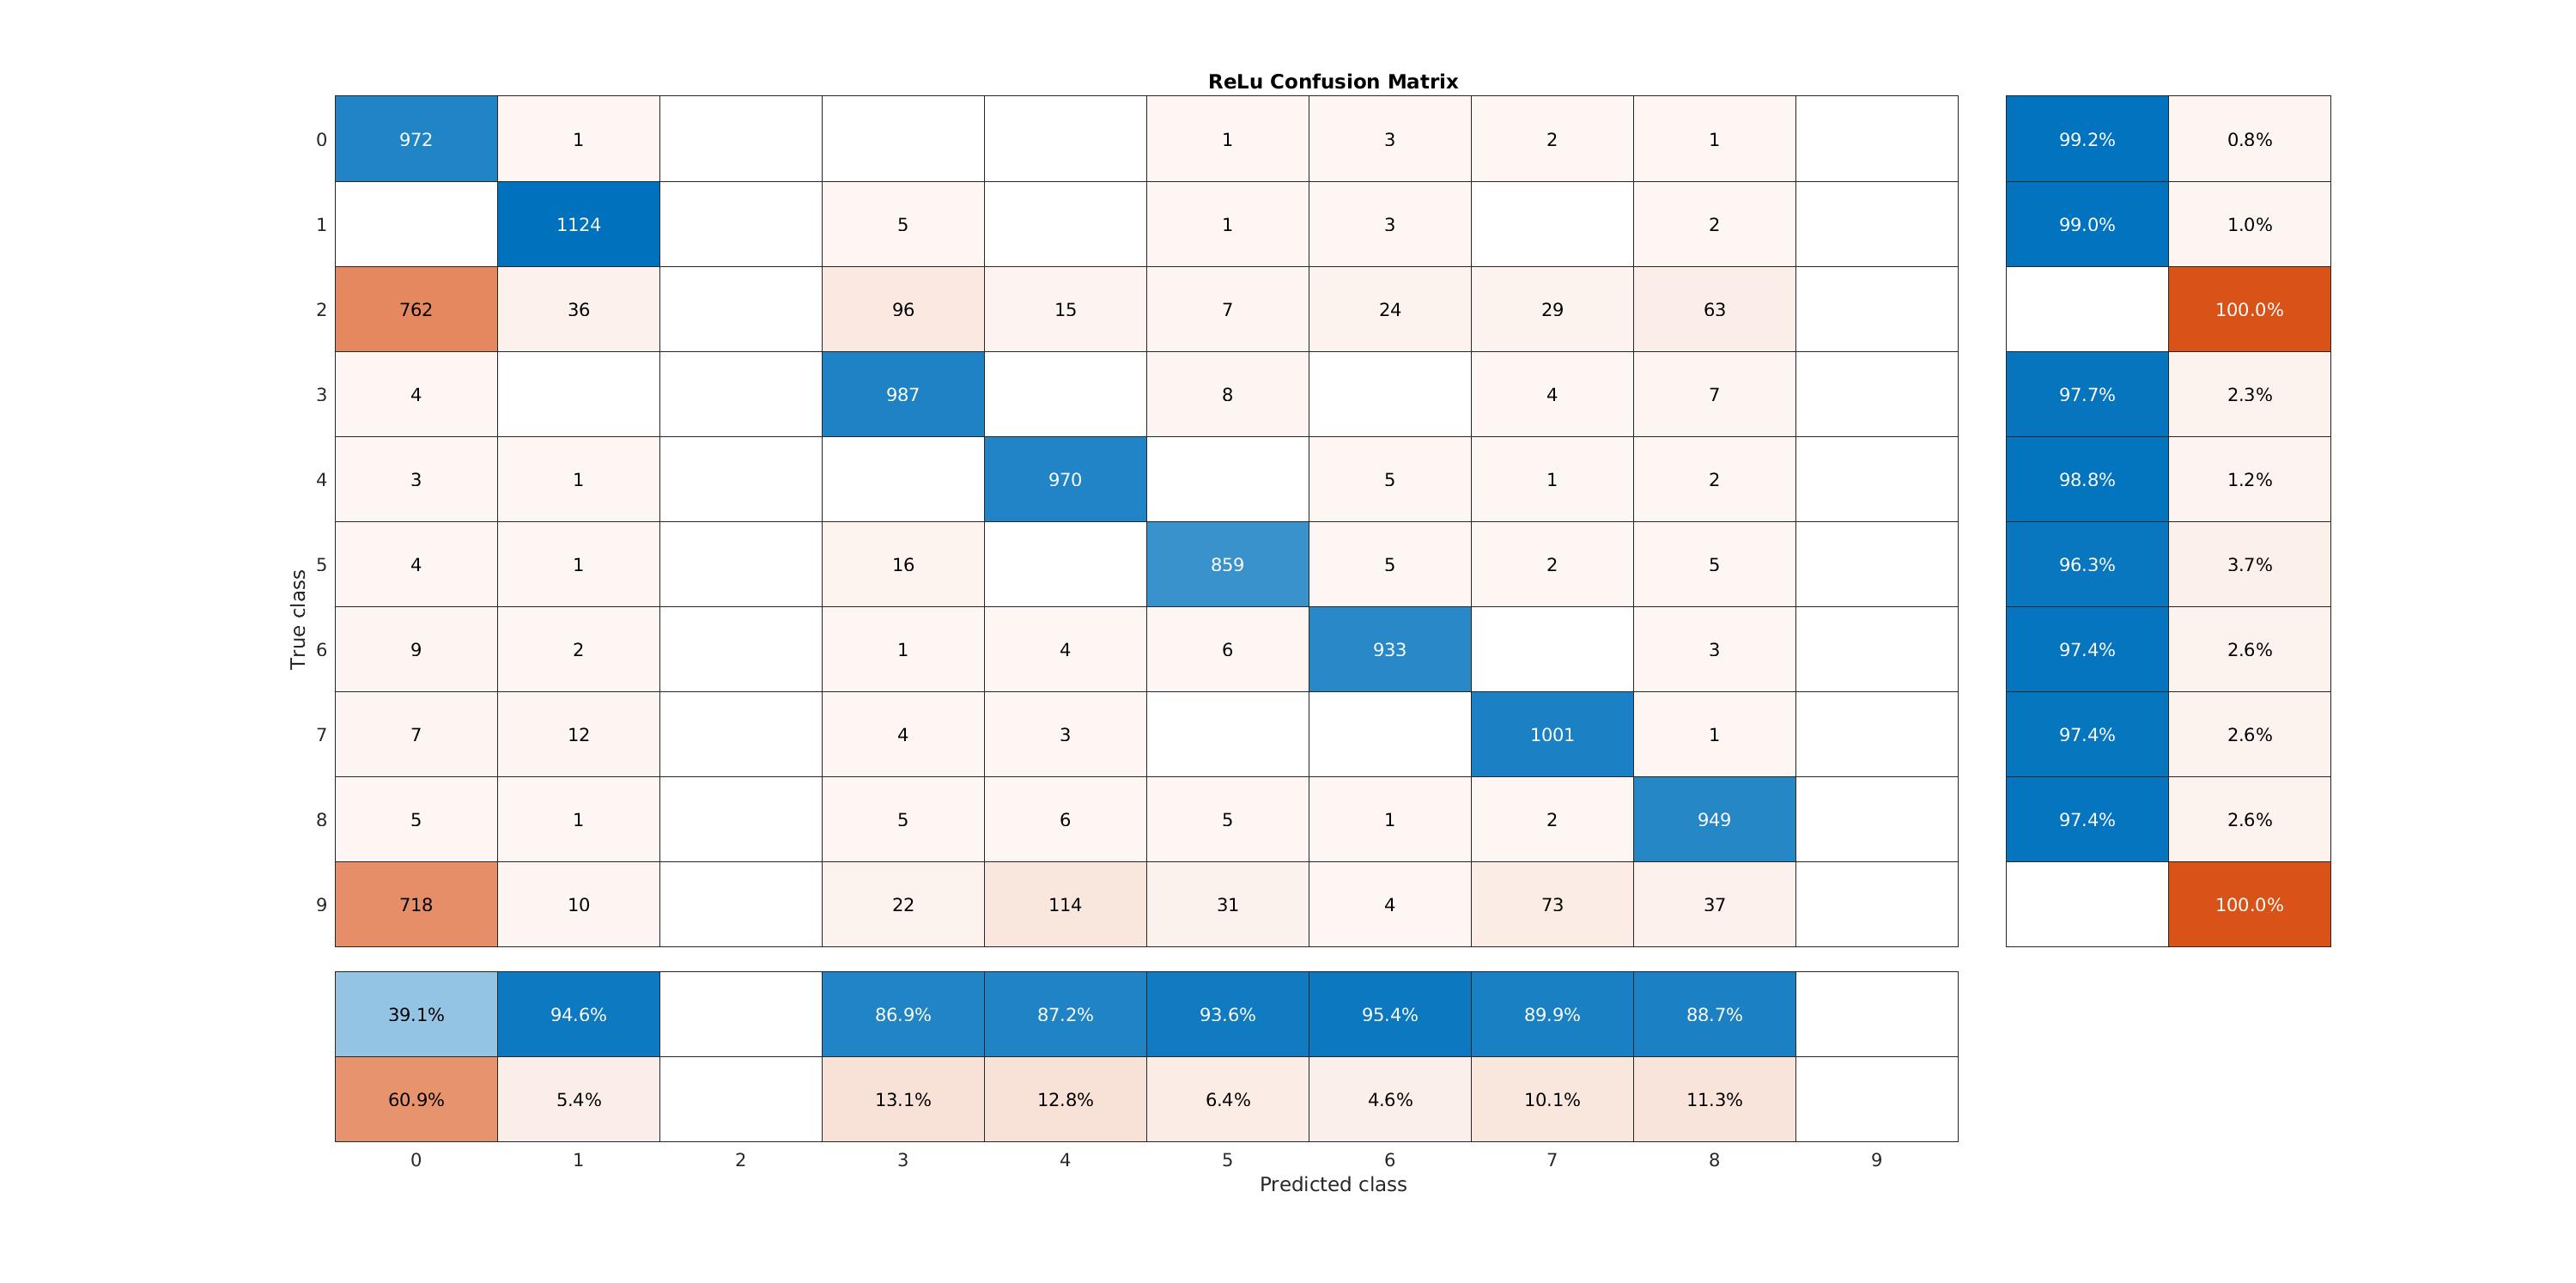 ReLu Confusion Matrix
0 972 1 1 3 2 1 99.2% 0.8%
1 1124 5 1 3 2 99.0% 1.0%
2 762 36 96 15 7 24 29 63 100.0%
3 4 987 8 4 7 97.7% 2.3%
4 3 1 970 5 1 2 98.8% 1.2%
5 4 1 16 859 5 2 5 96.3% 3.7%
True class
6 9 2 1 4 6 933 3 97.4% 2.6%
7 7 12 4 3 1001 1 97.4% 2.6%
8 5 1 5 6 5 1 2 949 97.4% 2.6%
9 718 10 22 114 31 4 73 37 100.0%
39.1% 94.6% 86.9% 87.2% 93.6% 95.4% 89.9% 88.7%
60.9% 5.4% 13.1% 12.8% 6.4% 4.6% 10.1% 11.3%
0 1 2 3 4 5 6 7 8 9
Predicted class